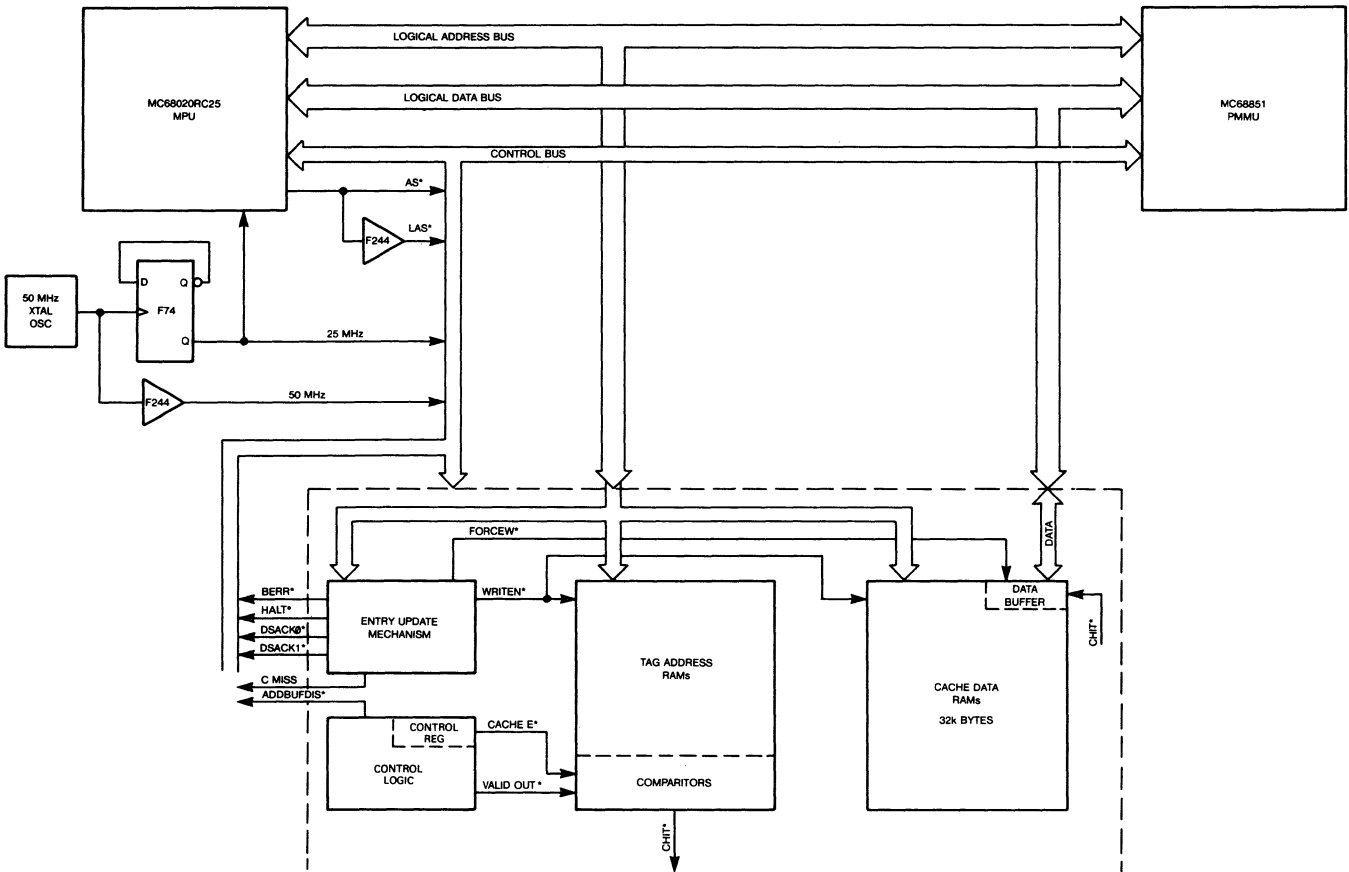 MC68020RC25
MPU
LOGICAL ADDRESS BUS
LOGICAL DATA BUS
CONTROL BUS
MC68851
PMMU
AS*
F244
LAS*
50 MHz
XTAL
OSC
D
Q
F74
Q
25 MHz
F244
50 MHz
FORCEW*
DATA
BERR*
HALT*
DSACKØ*
DSACK1*
C MISS
ADDBUFDIS*
ENTRY UPDATE
MECHANISM
WRITEN*
TAG ADDRESS
RAMs
COMPARITORS
DATA
BUFFER
CHIT*
CACHE DATA
RAMs
32k BYTES
CONTROL
REG
CONTROL
LOGIC
CACHE E*
VALID OUT *
CHIT*